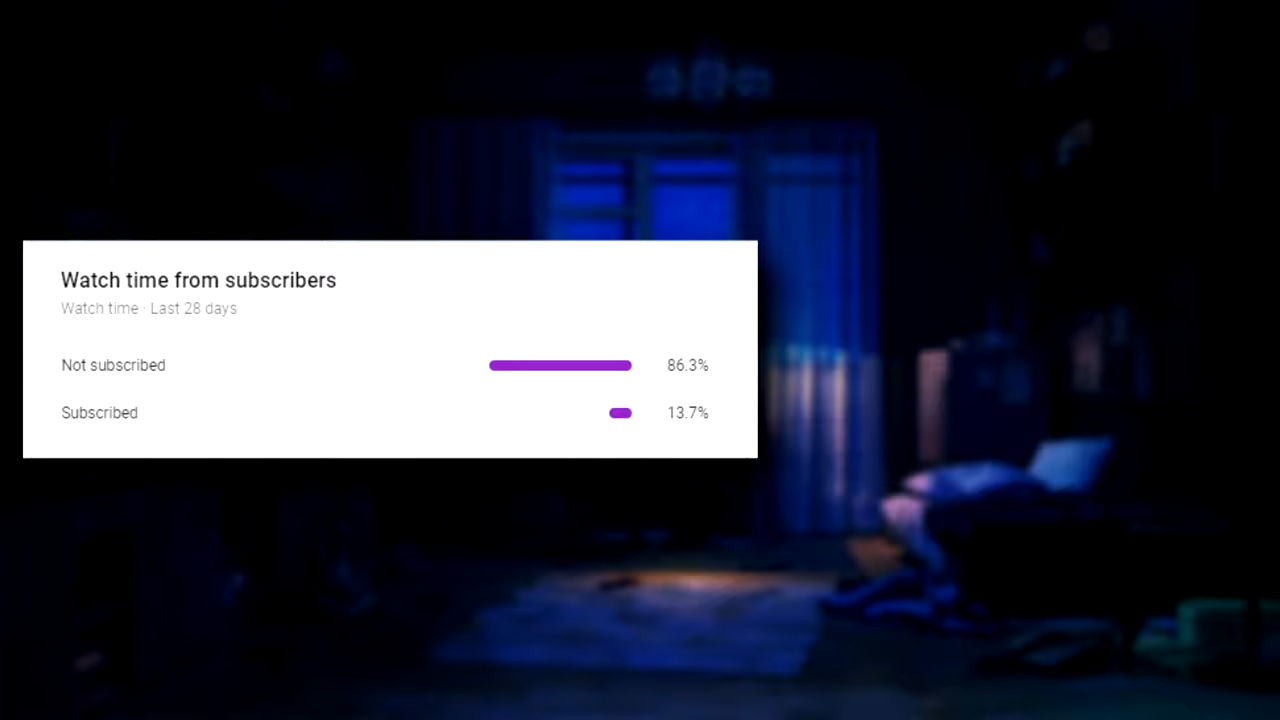 Watch time from subscribers
Watch time · Last 28 days
Not subscribed 86.3%
Subscribed 13.7%